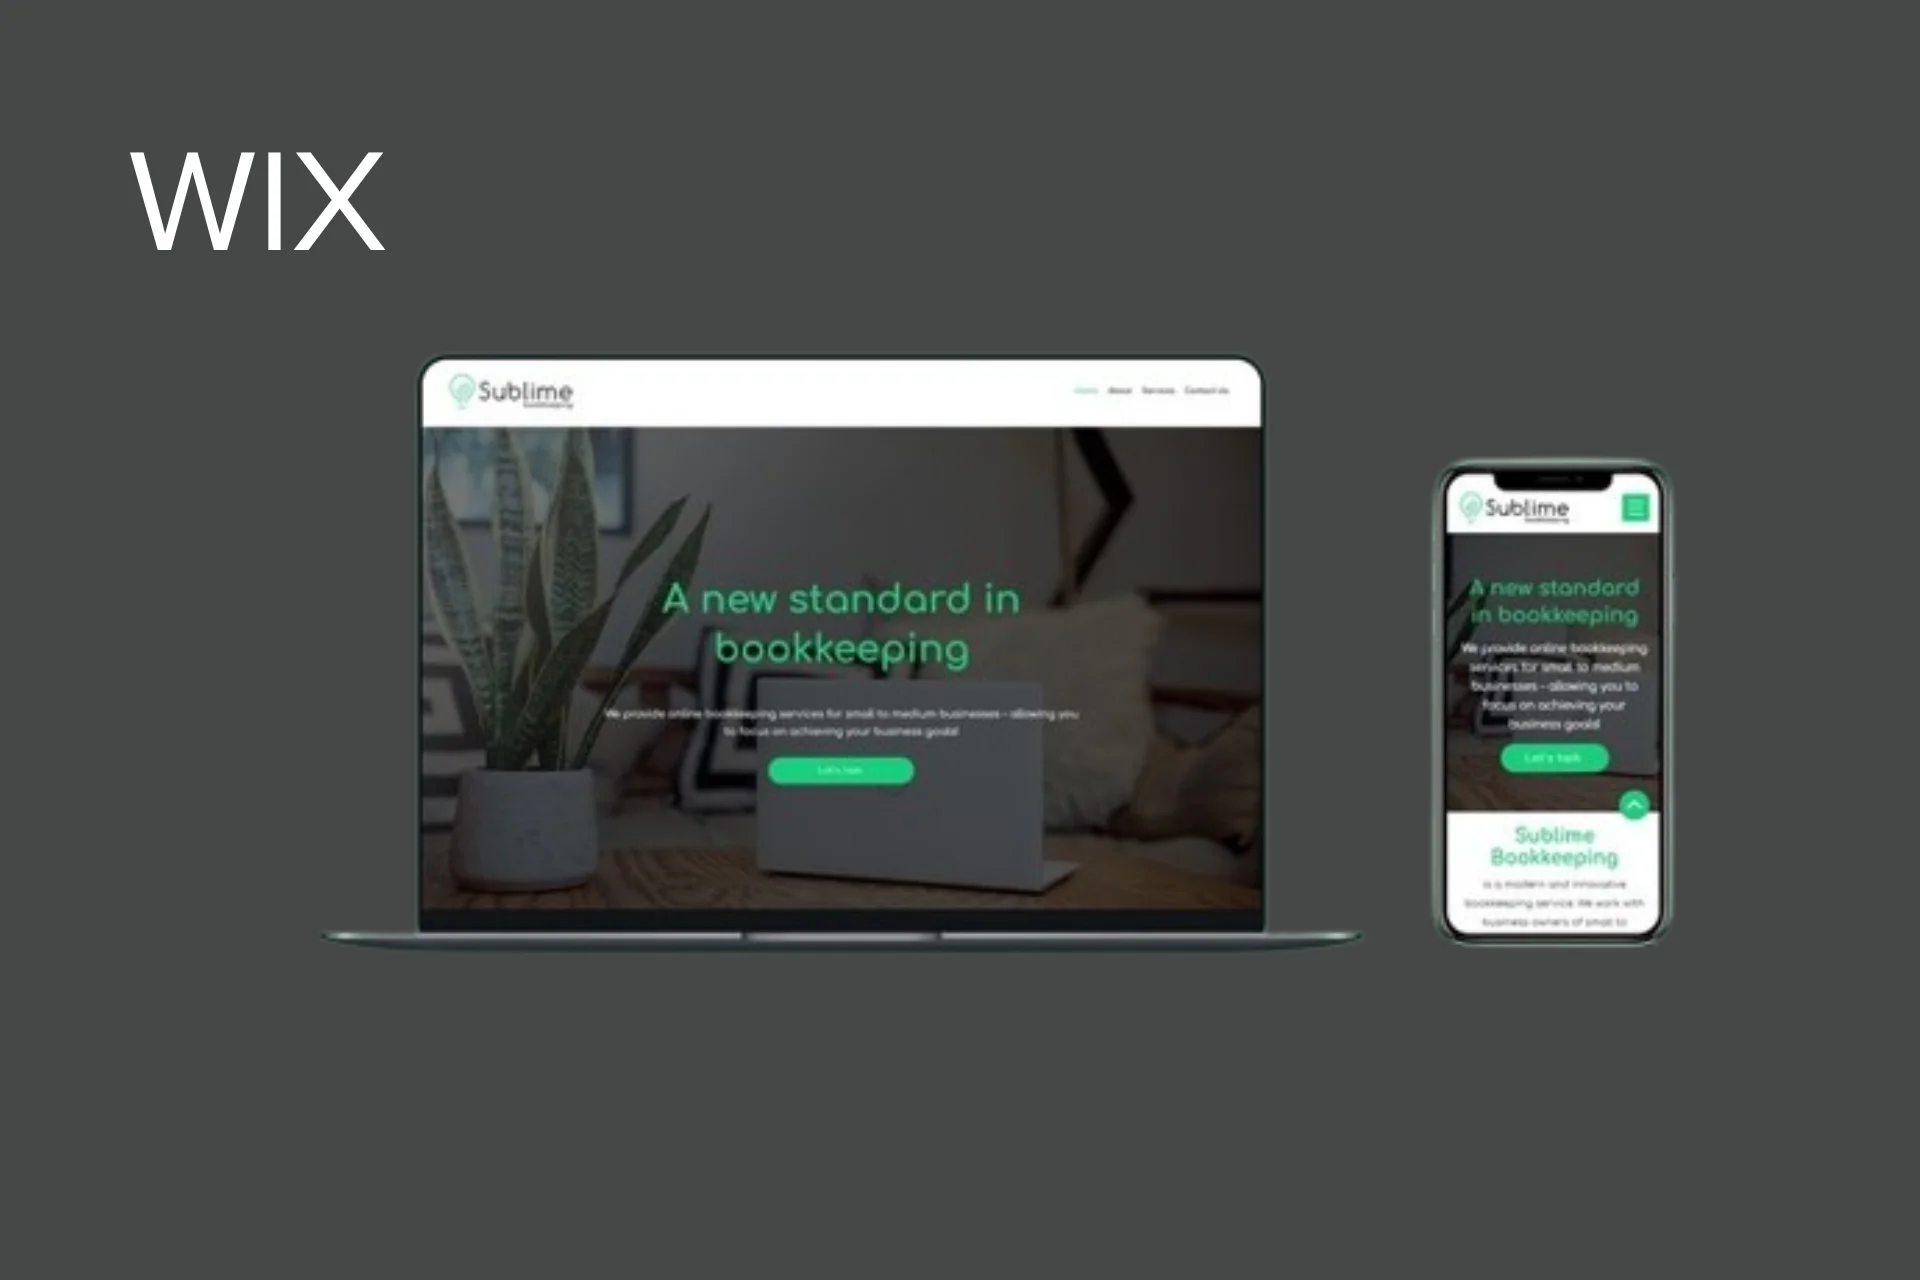 WIX
Sublime
bookkeeping
Home About Services Contact Us
A new standard in
bookkeeping
We provide online bookkeeping services for small to medium businesses - allowing you
to focus on achieving your business goals!
Let's talk
Sublime
bookkeeping
A new standard
in bookkeeping
We provide online bookkeeping
services for small to medium
businesses - allowing you to
focus on achieving your
business goals!
Let's talk
Sublime
Bookkeeping
is a modern and innovative
bookkeeping service. We work with
business owners of small to